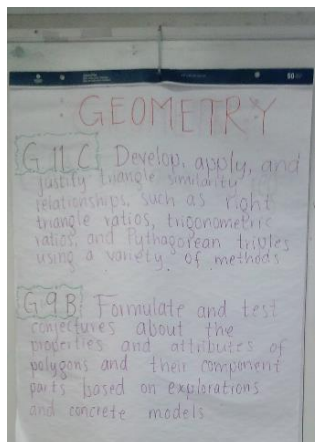 GEOMETRY
G.11.C Develop, apply, and
justify triangle similarity
relationships, such as right
triangle ratios, trigonometric
ratios, and Pythagorean triples
using a variety of methods
G.9.B Formulate and test
conjectures about the
properties and attributes of
polygons and their component
parts based on explorations
and concrete models